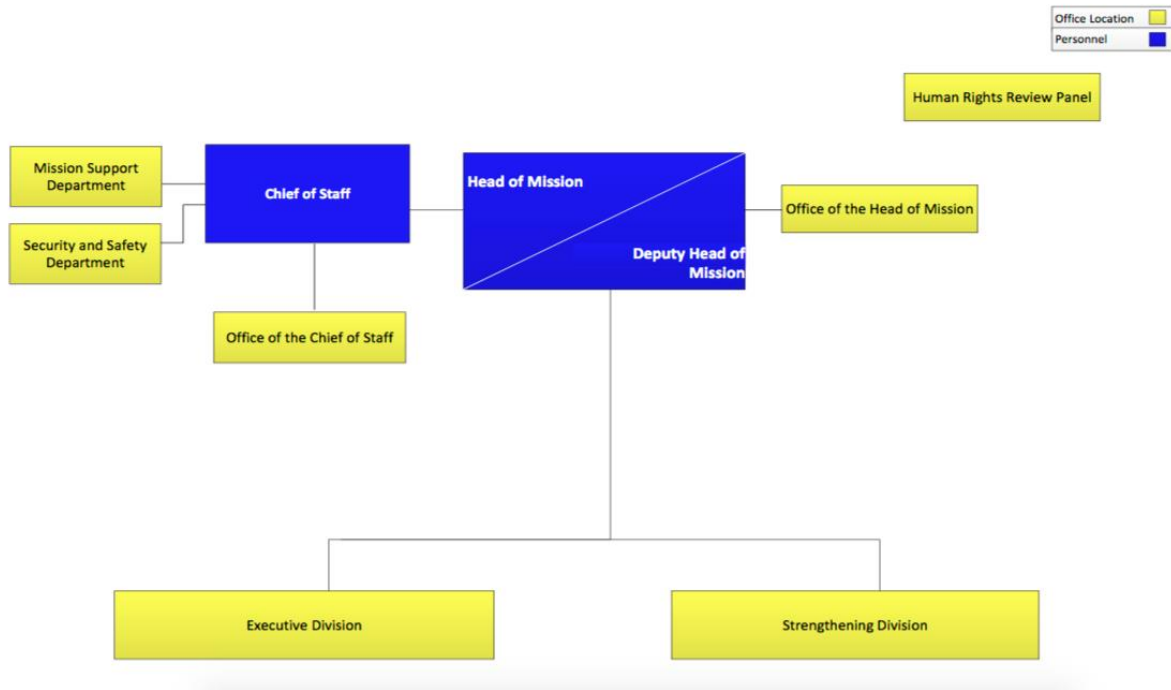 Office Location
Personnel
Human Rights Review Panel
Mission Support
Department
Chief of Staff
Head of Mission
Deputy Head of
Mission
Office of the Head of Mission
Security and Safety
Department
Office of the Chief of Staff
Executive Division
Strengthening Division